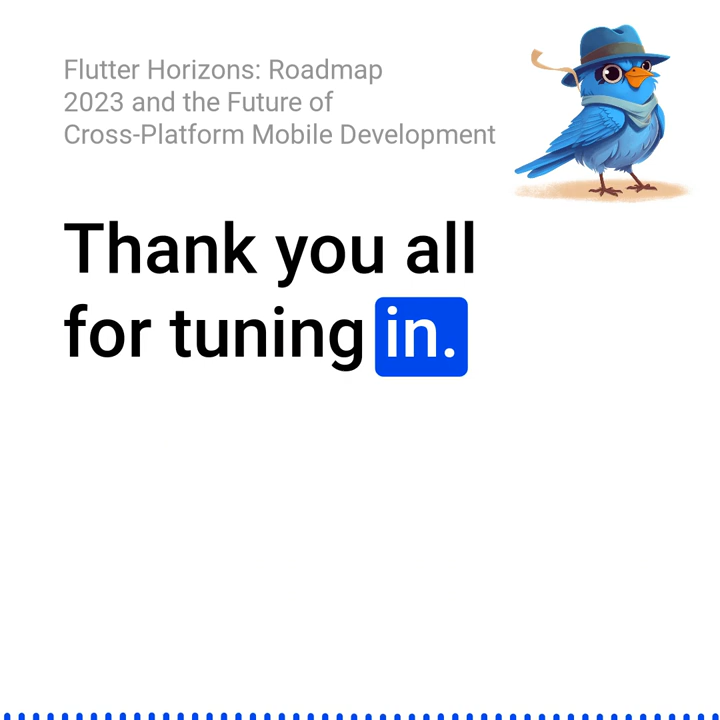 Flutter Horizons: Roadmap
2023 and the Future of
Cross-Platform Mobile Development
Thank you all
for tuning in.